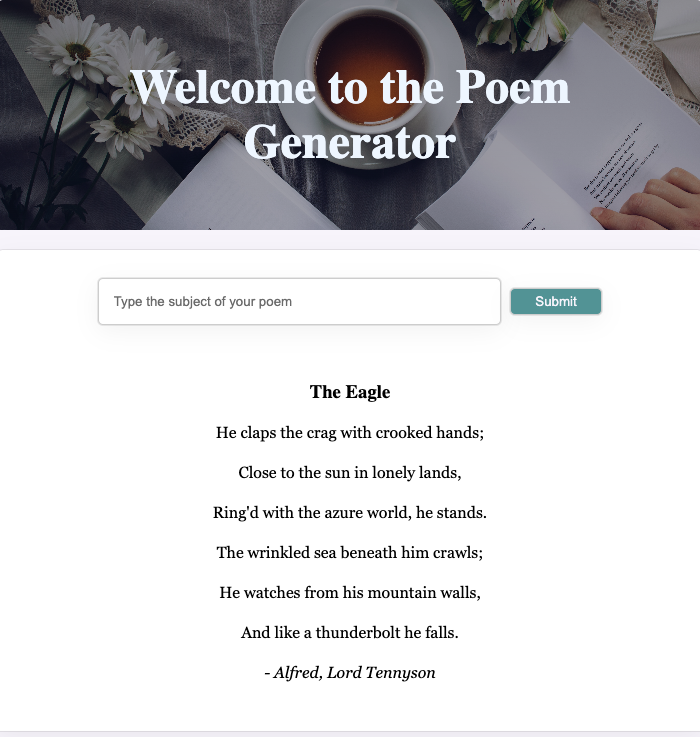 Welcome to the Poem
Generator
Type the subject of your poem
Submit
The Eagle
He claps the crag with crooked hands;
Close to the sun in lonely lands,
Ring'd with the azure world, he stands.
The wrinkled sea beneath him crawls;
He watches from his mountain walls,
And like a thunderbolt he falls.
- Alfred, Lord Tennyson